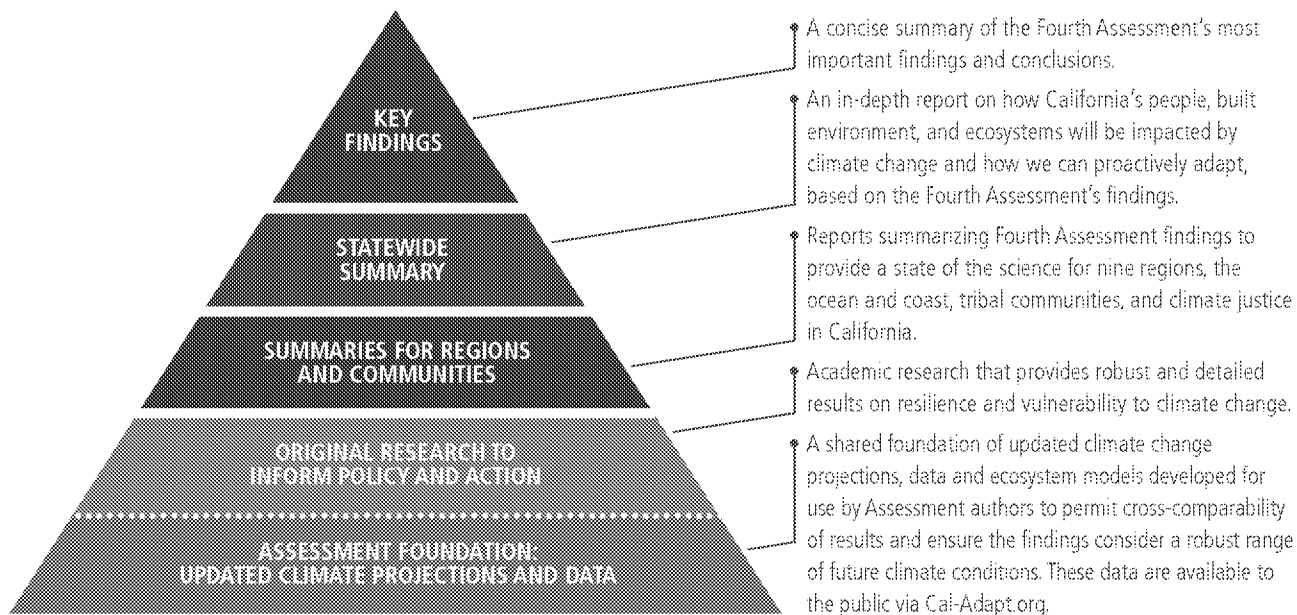 KEY
FINDINGS
A concise summary of the Fourth Assessment's most
important findings and conclusions.
STATEWIDE
SUMMARY
An in-depth report on how California's people, built
environment, and ecosystems will be impacted by
climate change and how we can proactively adapt,
based on the Fourth Assessment's findings.
SUMMARIES FOR REGIONS
AND COMMUNITIES
Reports summarizing Fourth Assessment findings to
provide a state of the science for nine regions, the
ocean and coast, tribal communities, and climate justice
in California.
ORIGINAL RESEARCH TO
INFORM POLICY AND ACTION
Academic research that provides robust and detailed
results on resilience and vulnerability to climate change.
ASSESSMENT FOUNDATION:
UPDATED CLIMATE PROJECTIONS AND DATA
A shared foundation of updated climate change
projections, data and ecosystem models developed for
use by Assessment authors to permit cross-comparability
of results and ensure the findings consider a robust range
of future climate conditions. These data are available to
the public via Cal-Adapt.org.